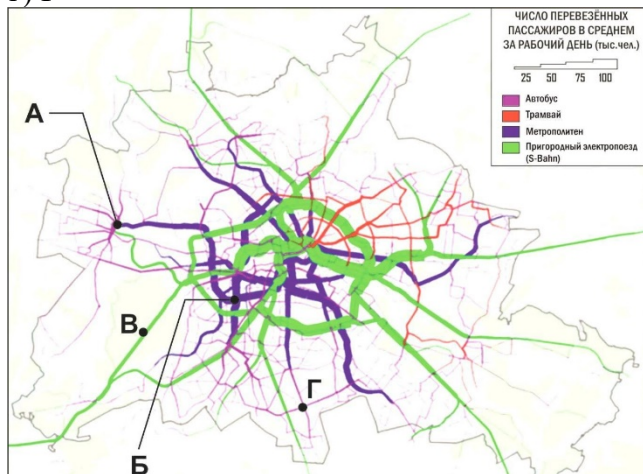 ЧИСЛО ПЕРЕВЕЗЁННЫХ
ПАССАЖИРОВ В СРЕДНЕМ
ЗА РАБОЧИЙ ДЕНЬ (тыс.чел.)
25 50 75 100
Автобус
Трамвай
Метрополитен
Пригородный электропоезд
(S-Bahn)
А
В
Г
Б